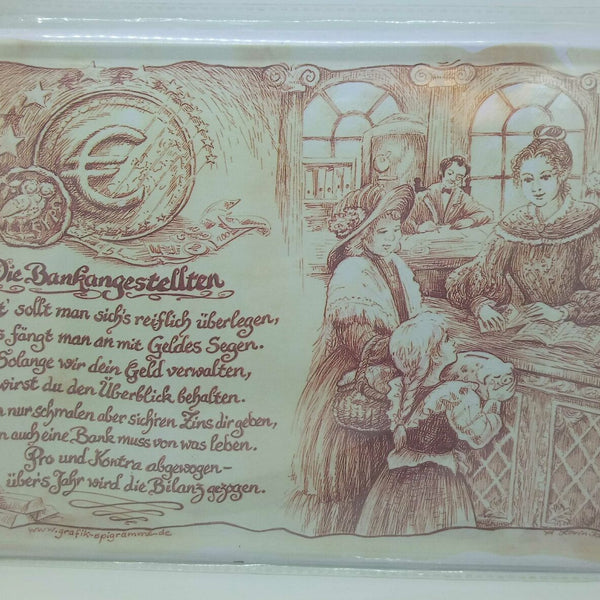 Die Bankangestellten
t' sollt man sich's reiflich überlegen,
s fängt man an mit Geldes Segen.
Solange wir dein Geld verwalten,
wirst du den Überblick behalten.
n nur schmalen aber sich'ren Zins dir geben,
n auch eine Bank muss von was leben.
Pro und Kontra abgewogen-
über's Jahr wird die Bilanz gezogen.
www.grafik-epigramme.de